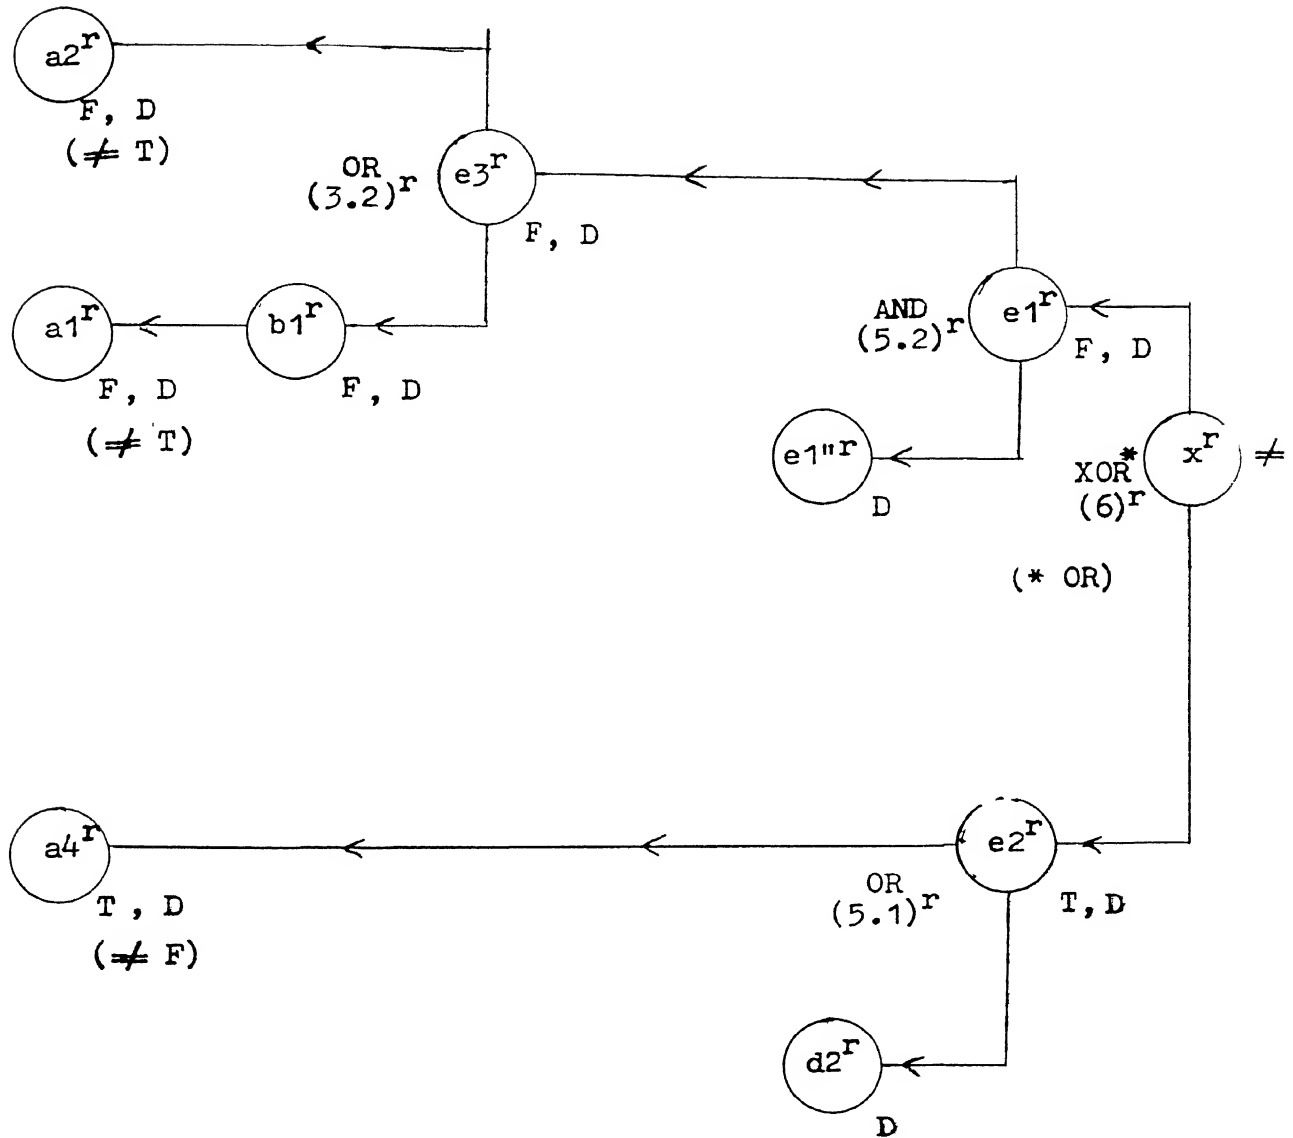 a2ʳ
F, D
(≠ T)
OR
(3.2)ʳ
e3ʳ
F, D
a1ʳ
F, D
(≠ T)
b1ʳ
F, D
AND
(5.2)ʳ
e1ʳ
F, D
e1"ʳ
D
XOR*
(6)ʳ
xʳ
≠
(* OR)
a4ʳ
T, D
(≠ F)
e2ʳ
OR
(5.1)ʳ
T, D
d2ʳ
D